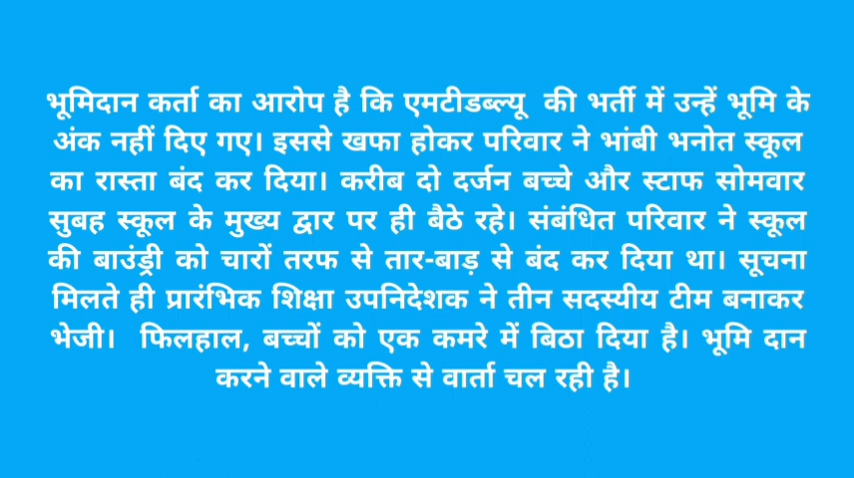 भूमिदान कर्ता का आरोप है कि एमटीडब्ल्यू की भर्ती में उन्हें भूमि के
अंक नहीं दिए गए। इससे खफा होकर परिवार ने भांबी भनोत स्कूल
का रास्ता बंद कर दिया। करीब दो दर्जन बच्चे और स्टाफ सोमवार
सुबह स्कूल के मुख्य द्वार पर ही बैठे रहे। संबंधित परिवार ने स्कूल
की बाउंड्री को चारों तरफ से तार-बाड़ से बंद कर दिया था। सूचना
मिलते ही प्रारंभिक शिक्षा उपनिदेशक ने तीन सदस्यीय टीम बनाकर
भेजी। फिलहाल, बच्चों को एक कमरे में बिठा दिया है। भूमि दान
करने वाले व्यक्ति से वार्ता चल रही है।